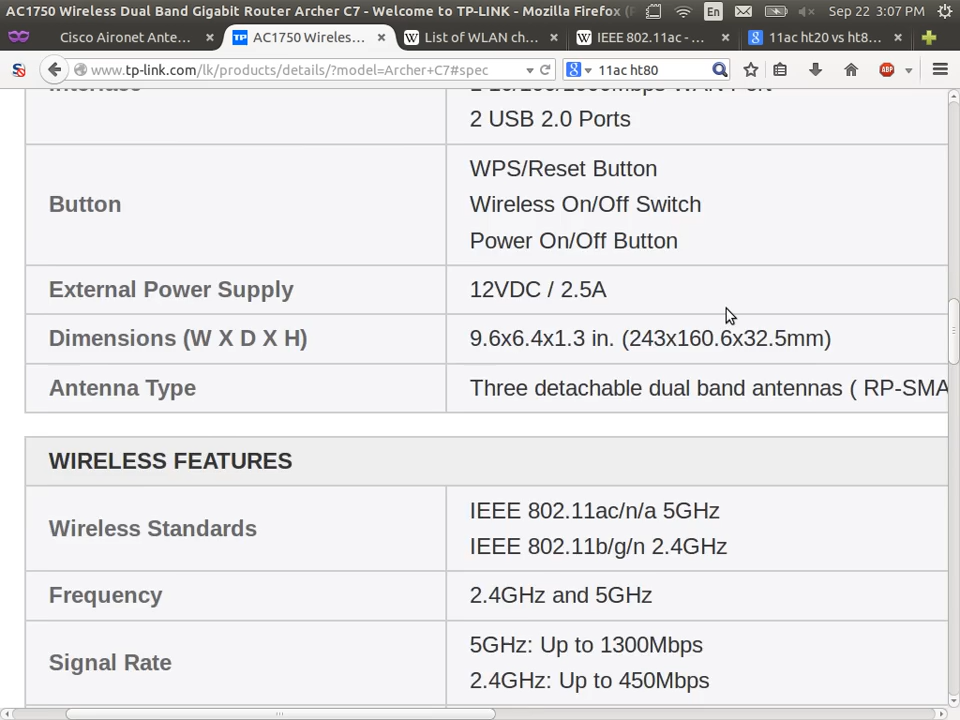 AC1750 Wireless Dual Band Gigabit Router Archer C7 - Welcome to TP-LINK - Mozilla Firefox
En
Sep 22 3:07 PM
Cisco Aironet Ante...
TP AC1750 Wireles...
W List of WLAN ch...
W IEEE 802.11ac - ...
8 11ac ht20 vs ht8...
www.tp-link.com/lk/products/details/?model=Archer+C7#spec
8 11ac ht80
ABP
2 USB 2.0 Ports
Button
WPS/Reset Button
Wireless On/Off Switch
Power On/Off Button
External Power Supply
12VDC / 2.5A
Dimensions (W X D X H)
9.6x6.4x1.3 in. (243x160.6x32.5mm)
Antenna Type
Three detachable dual band antennas ( RP-SMA
WIRELESS FEATURES
Wireless Standards
IEEE 802.11ac/n/a 5GHz
IEEE 802.11b/g/n 2.4GHz
Frequency
2.4GHz and 5GHz
Signal Rate
5GHz: Up to 1300Mbps
2.4GHz: Up to 450Mbps